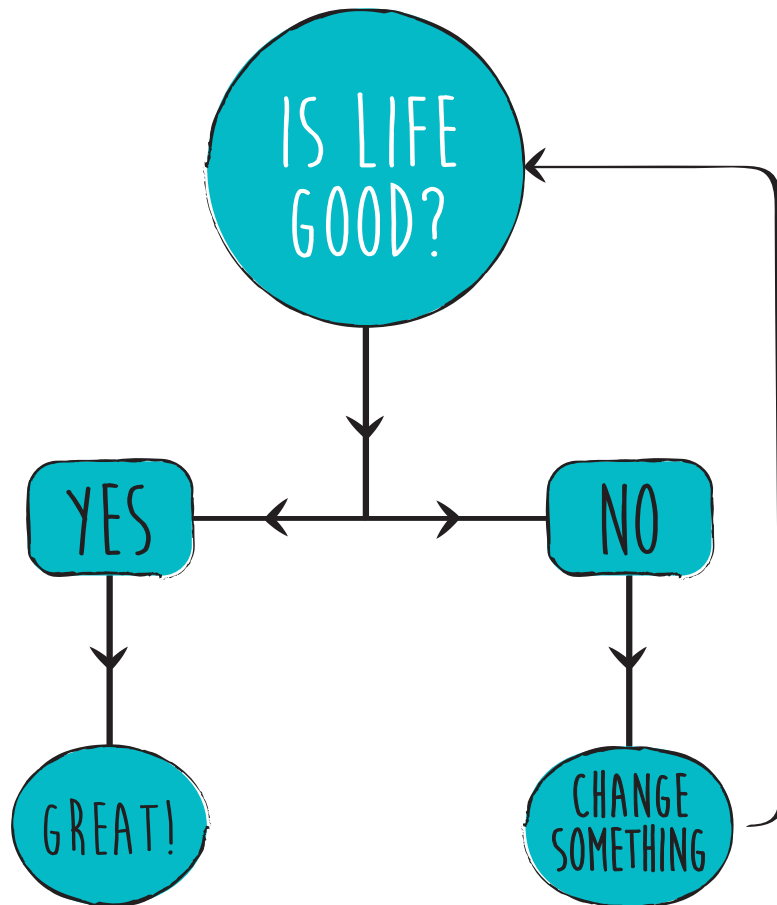 IS LIFE
GOOD?
YES
NO
GREAT!
CHANGE
SOMETHING